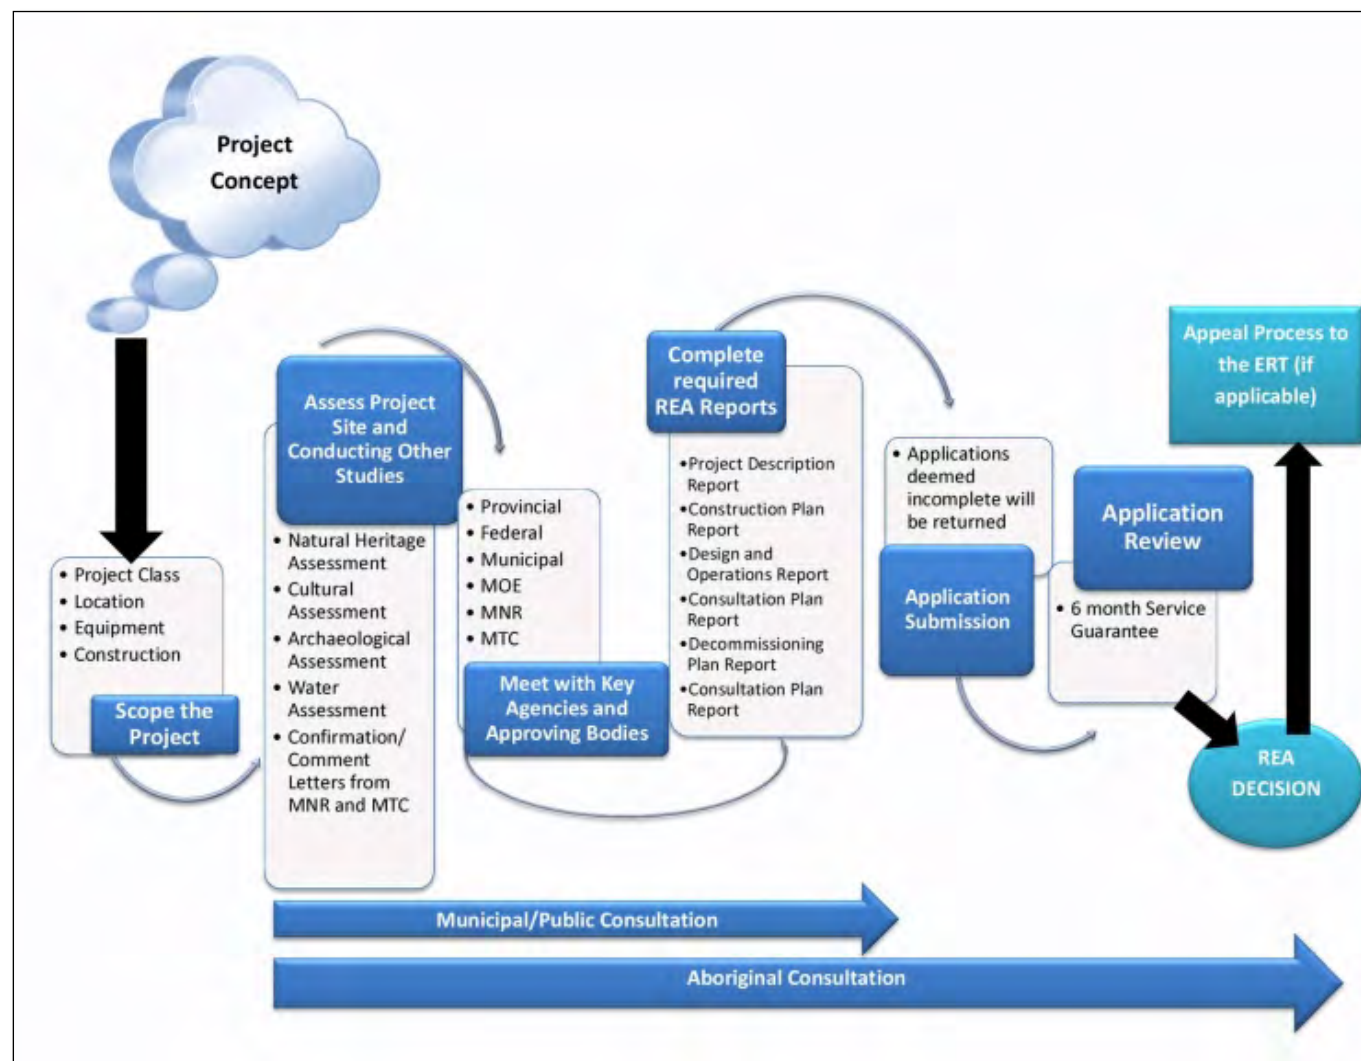 Project
Concept
• Project Class
• Location
• Equipment
• Construction
Scope the
Project
Assess Project
Site and
Conducting Other
Studies
• Natural Heritage
Assessment
• Cultural
Assessment
• Archaeological
Assessment
• Water
Assessment
• Confirmation/
Comment
Letters from
MNR and MTC
• Provincial
• Federal
• Municipal
• MOE
• MNR
• MTC
Meet with Key
Agencies and
Approving Bodies
Complete
required
REA Reports
•Project Description
Report
•Construction Plan
Report
•Design and
Operations Report
•Consultation Plan
Report
•Decommissioning
Plan Report
•Consultation Plan
Report
• Applications
deemed
incomplete will
be returned
Application
Submission
Application
Review
• 6 month Service
Guarantee
REA
DECISION
Appeal Process to
the ERT (if
applicable)
Municipal/Public Consultation
Aboriginal Consultation